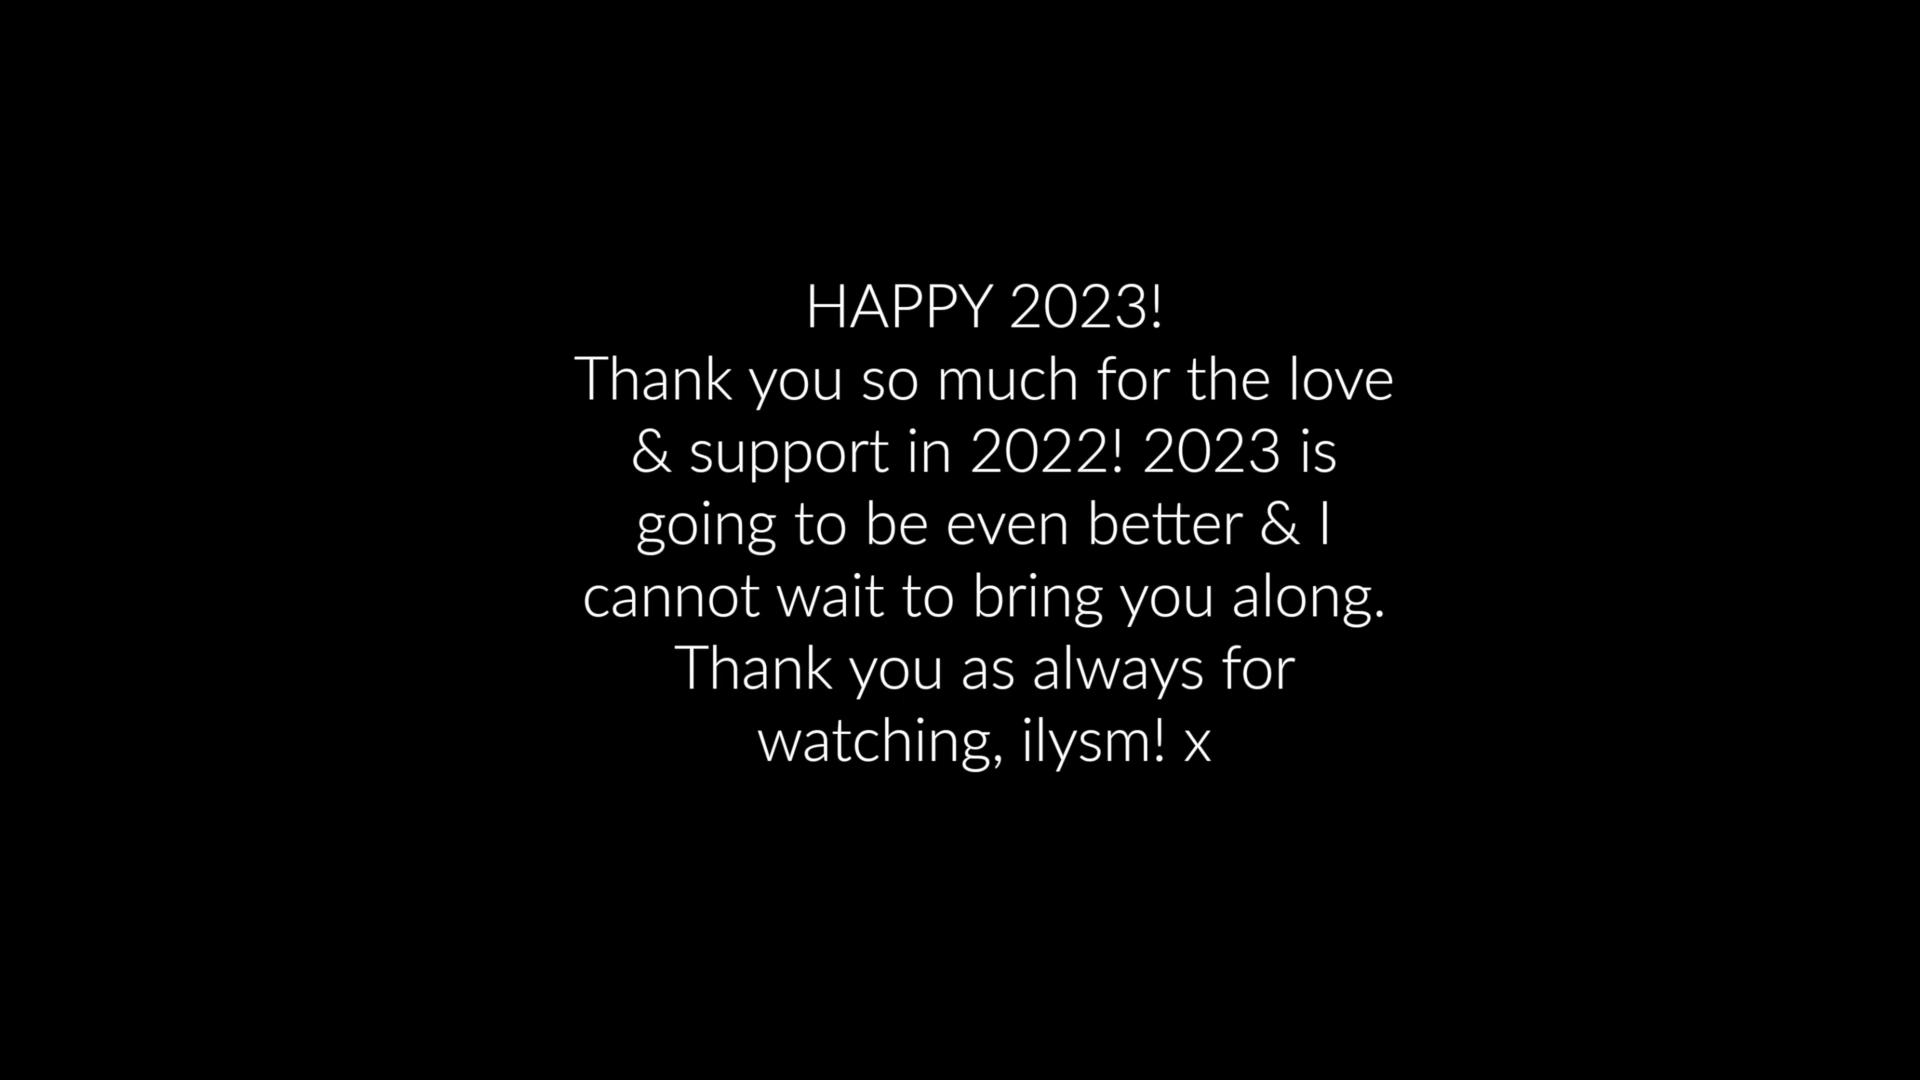 HAPPY 2023!
Thank you so much for the love
& support in 2022! 2023 is
going to be even better & I
cannot wait to bring you along.
Thank you as always for
watching, ilysm! x